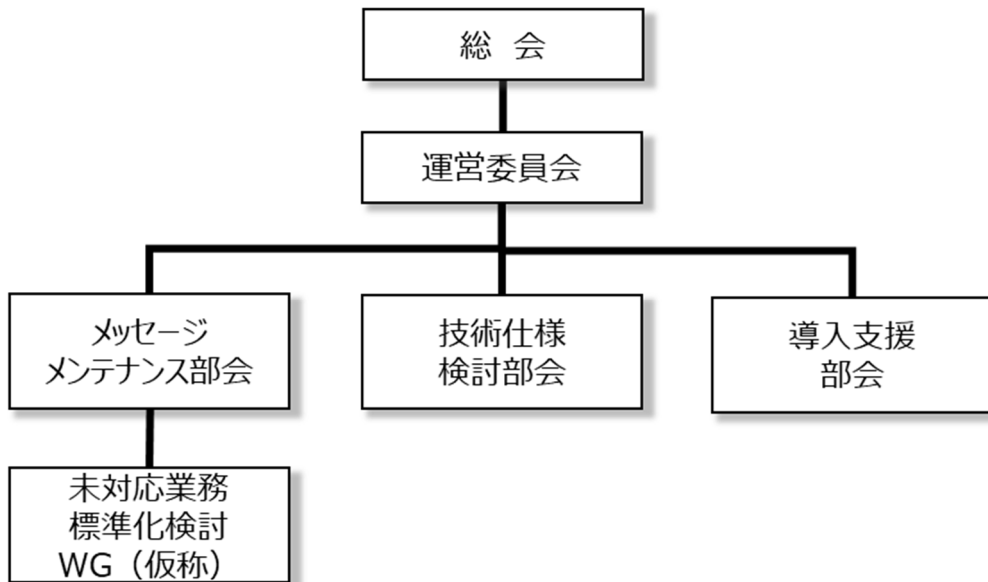 総 会
運営委員会
メッセージ
メンテナンス部会
技術仕様
検討部会
導入支援
部会
未対応業務
標準化検討
WG（仮称）